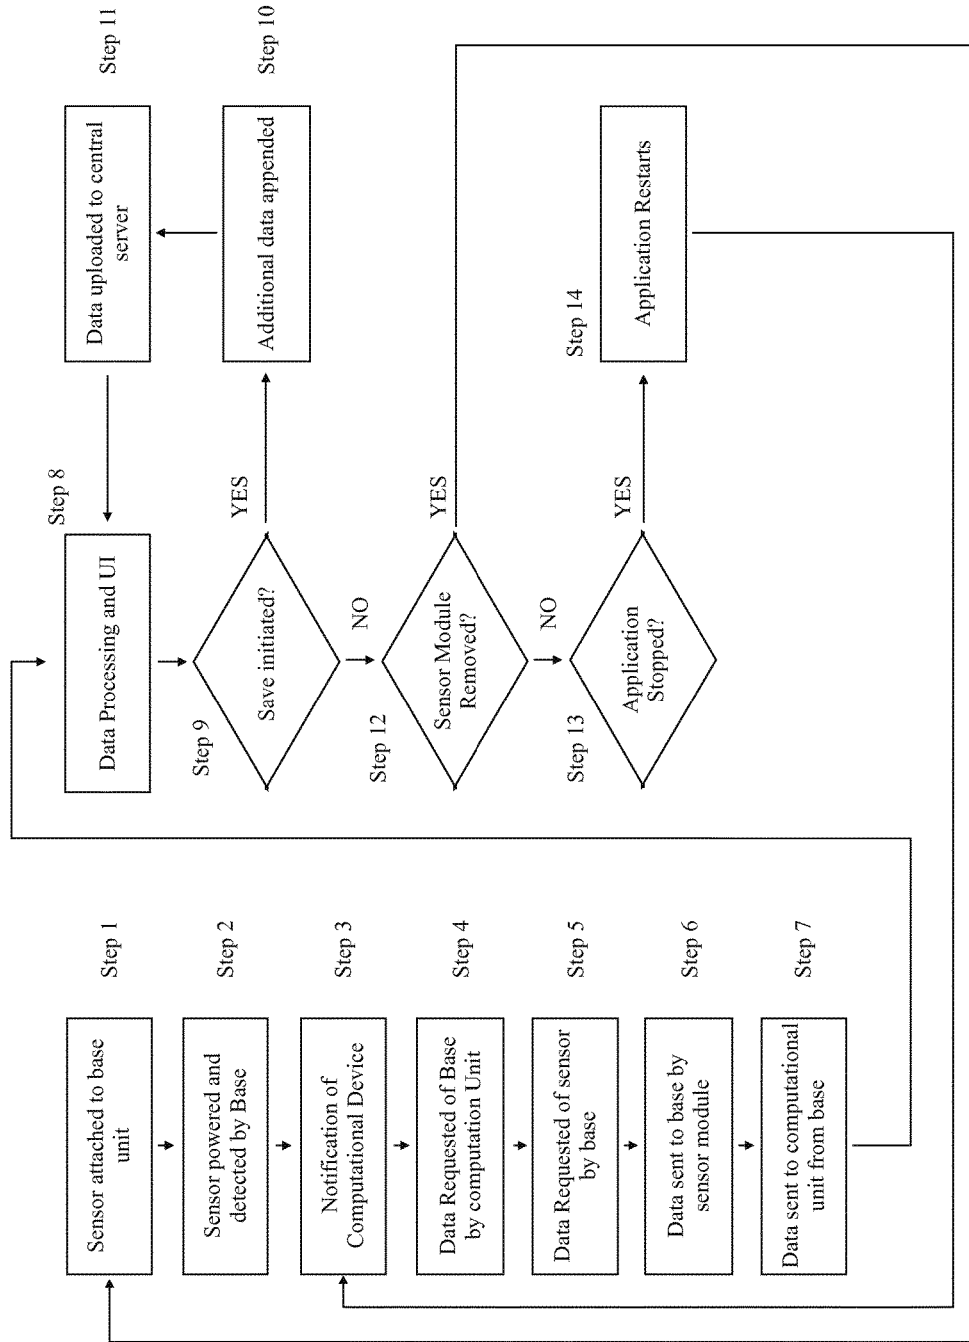 Step 1
Sensor attached to base
unit
Step 2
Sensor powered and
detected by Base
Step 3
Notification of
Computational Device
Step 4
Data Requested of Base
by computation Unit
Step 5
Data Requested of sensor
by base
Step 6
Data sent to base by
sensor module
Step 7
Data sent to computational
unit from base
Step 8
Data Processing and UI
Step 9
Save initiated?
YES
NO
Step 10
Additional data appended
Step 11
Data uploaded to central
server
Step 12
Sensor Module
Removed?
YES
NO
Step 13
Application
Stopped?
YES
Step 14
Application Restarts